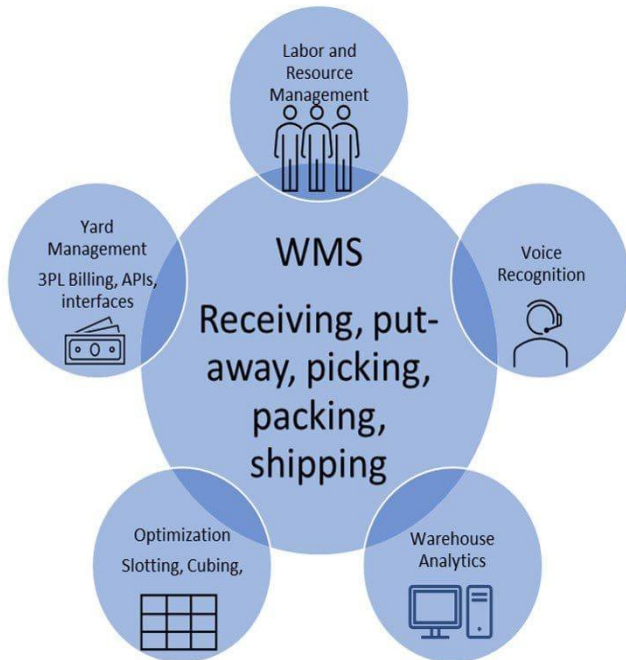 Labor and
Resource
Management
Yard
Management
3PL Billing, APIs,
interfaces
WMS
Receiving, put-
away, picking,
packing,
shipping
Voice
Recognition
Optimization
Slotting, Cubing,
Warehouse
Analytics